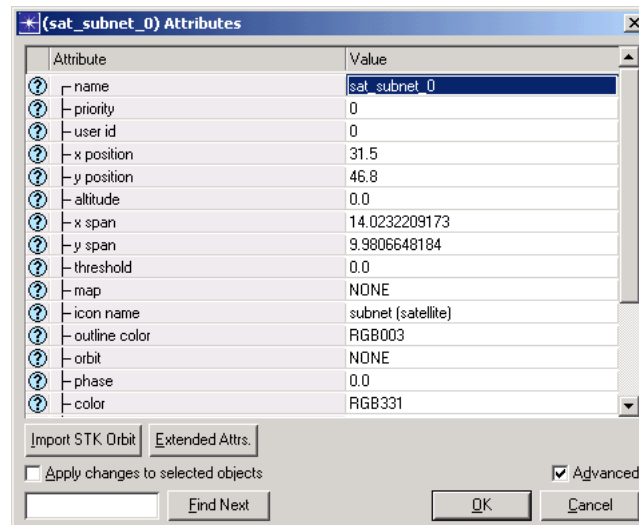 (sat_subnet_0) Attributes
Attribute Value
name sat_subnet_0
priority 0
user id 0
x position 31.5
y position 46.8
altitude 0.0
x span 14.0232209173
y span 9.9806648184
threshold 0.0
map NONE
icon name subnet (satellite)
outline color RGB003
orbit NONE
phase 0.0
color RGB331
Import STK Orbit Extended Attrs.
Apply changes to selected objects Advanced
Find Next OK Cancel